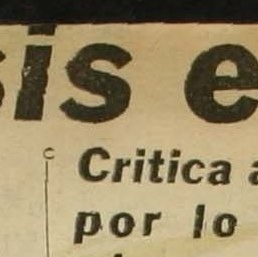 sis e
Critica a
por lo